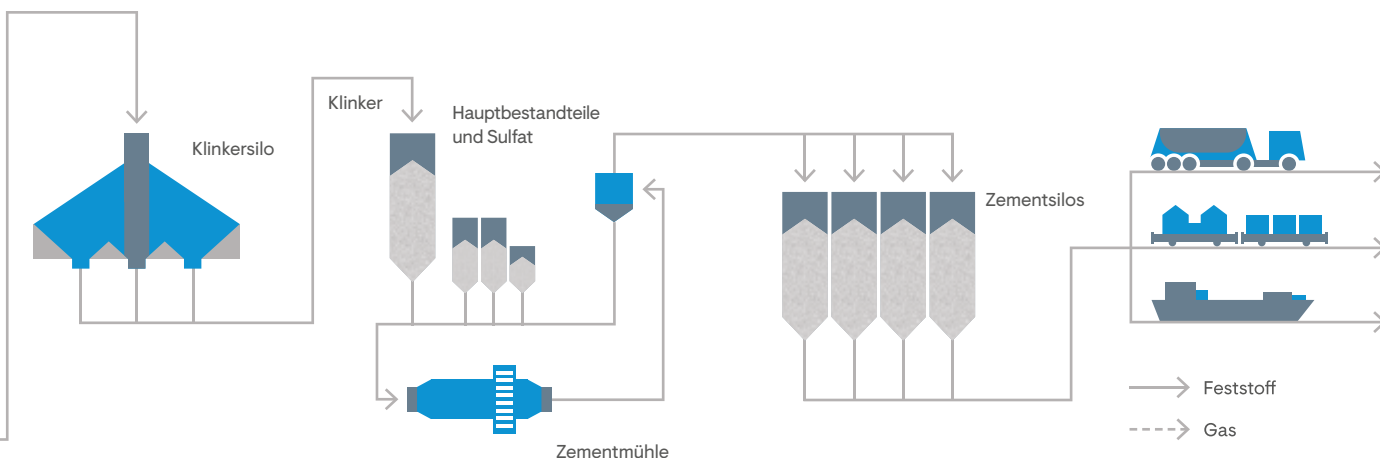 Klinkersilo
Klinker
Hauptbestandteile
und Sulfat
Zementmühle
Zementsilos
Feststoff
Gas